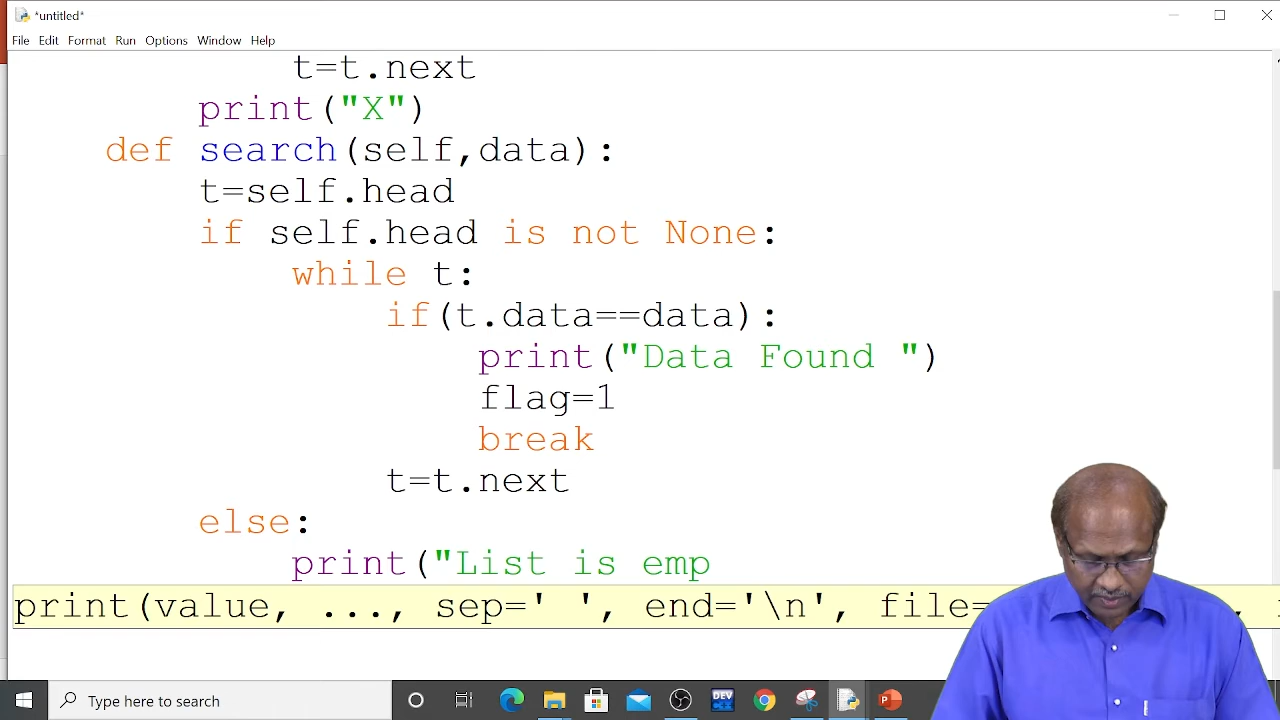 *untitled*
File Edit Format Run Options Window Help
t=t.next
print("X")
def search(self,data):
t=self.head
if self.head is not None:
while t:
if(t.data==data):
print("Data Found ")
flag=1
break
t=t.next
else:
print("List is emp
print(value, ..., sep=' ', end='\n', file=
Type here to search
DEV
C++